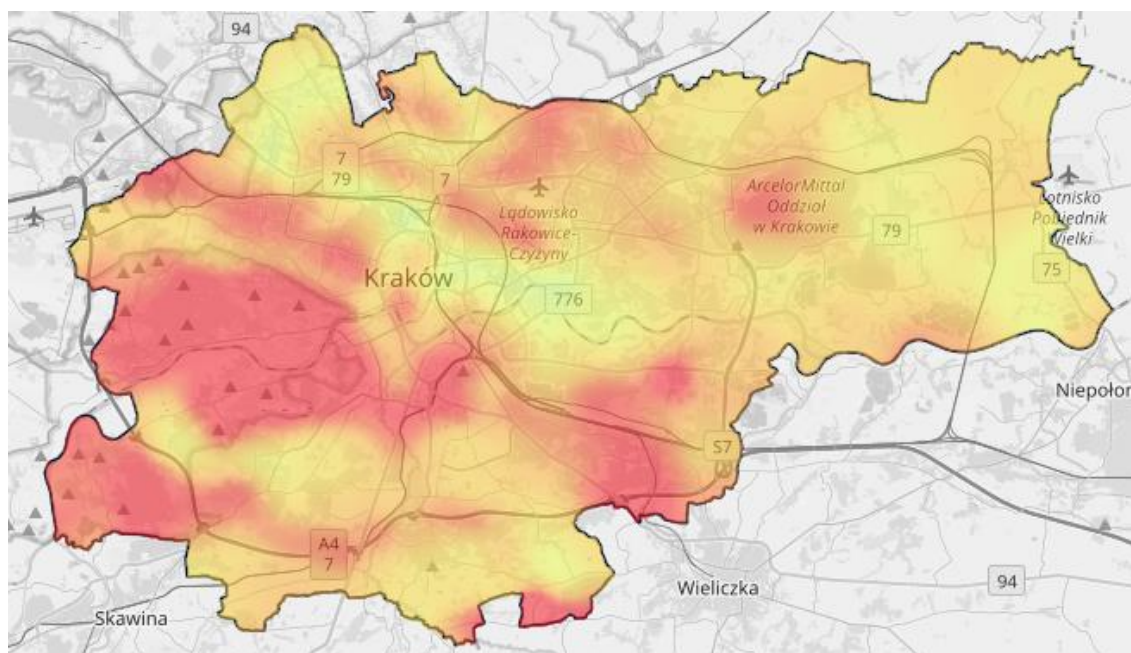 94
7
79
7
Lądowisko
Rakowice-
Czyżyny
ArcelorMittal
Oddział
w Krakowie
79
Lotnisko
Pobiednik
Wielki
75
Kraków
776
Niepołor
S7
A4
7
Wieliczka
94
Skawina